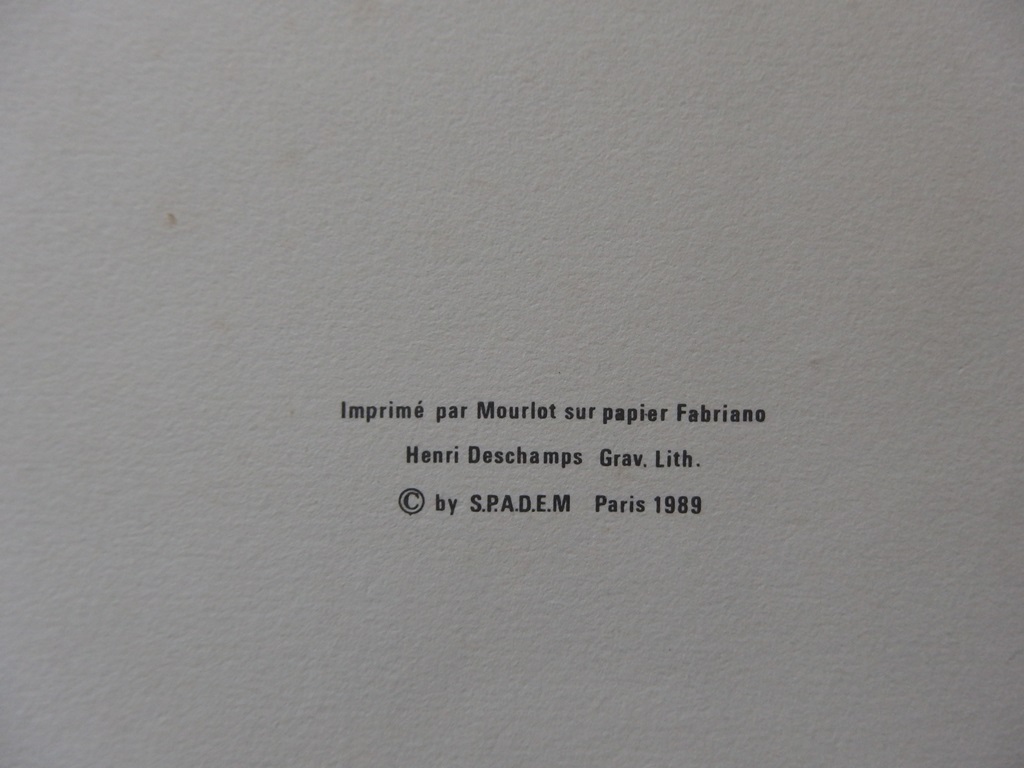 Imprimé par Mourlot sur papier Fabriano
Henri Deschamps Grav. Lith.
© by S.P.A.D.E.M Paris 1989